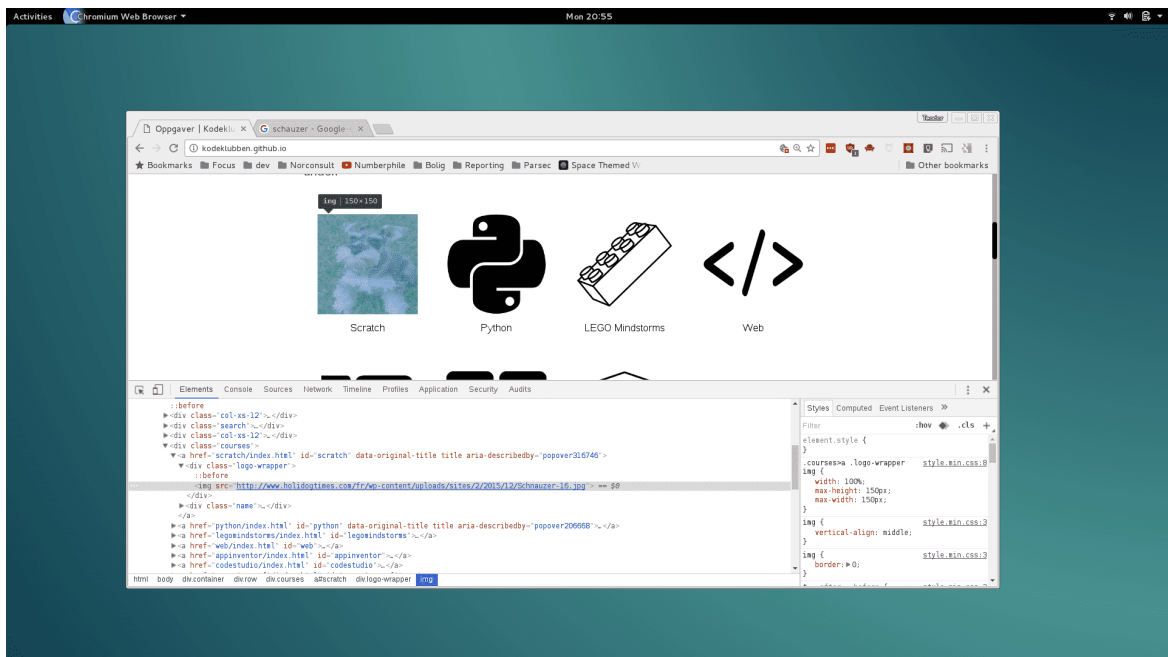 Activities Chromium Web Browser Mon 20:55
Oppgaver | Kodeklu × schauzer - Google- ×
kodeklubben.github.io
Bookmarks Focus dev Norconsult Numberphile Bolig Reporting Parsec Space Themed W Other bookmarks
img | 150×150
Scratch Python LEGO Mindstorms Web
Elements Console Sources Network Timeline Profiles Application Security Audits
::before
▶<div class="col-xs-12">…</div>
▶<div class="search">…</div>
▶<div class="col-xs-12">…</div>
▼<div class="courses">
▼<a href="scratch/index.html" id="scratch" data-original-title title aria-describedby="popover316746">
▼<div class="logo-wrapper">
::before
<img src="http://www.holidogtimes.com/fr/wp-content/uploads/sites/2/2015/12/Schnauzer-16.jpg"> == $0
</div>
▶<div class="name">…</div>
</a>
▶<a href="python/index.html" id="python" data-original-title title aria-describedby="popover206668">…</a>
▶<a href="legomindstorms/index.html" id="legomindstorms">…</a>
▶<a href="web/index.html" id="web">…</a>
▶<a href="appinventor/index.html" id="appinventor">…</a>
▶<a href="codestudio/index.html" id="codestudio">…</a>
html body div.container div.row div.courses a#scratch div.logo-wrapper img
Styles Computed Event Listeners »
Filter :hov .cls +
element.style {
}
.courses>a .logo-wrapper style.min.css:8
img {
width: 100%;
max-height: 150px;
max-width: 150px;
}
img { style.min.css:3
vertical-align: middle;
}
img { style.min.css:3
border:▶0;
}